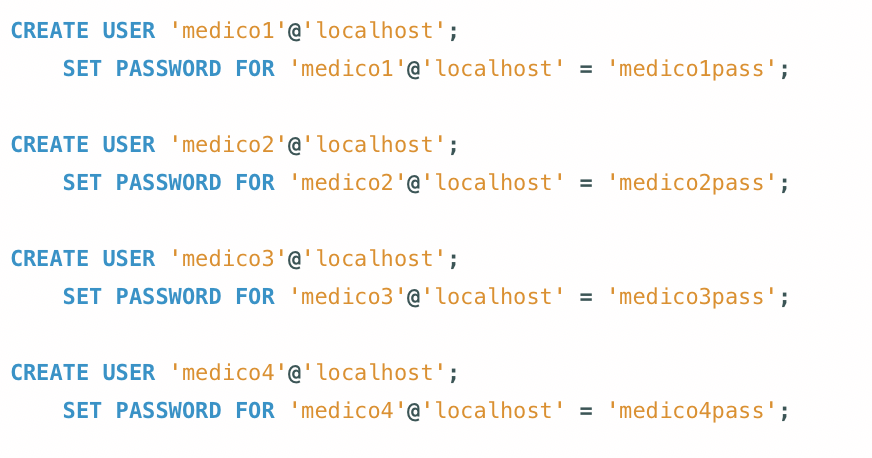 CREATE USER 'medico1'@'localhost';
SET PASSWORD FOR 'medico1'@'localhost' = 'medico1pass';
CREATE USER 'medico2'@'localhost';
SET PASSWORD FOR 'medico2'@'localhost' = 'medico2pass';
CREATE USER 'medico3'@'localhost';
SET PASSWORD FOR 'medico3'@'localhost' = 'medico3pass';
CREATE USER 'medico4'@'localhost';
SET PASSWORD FOR 'medico4'@'localhost' = 'medico4pass';